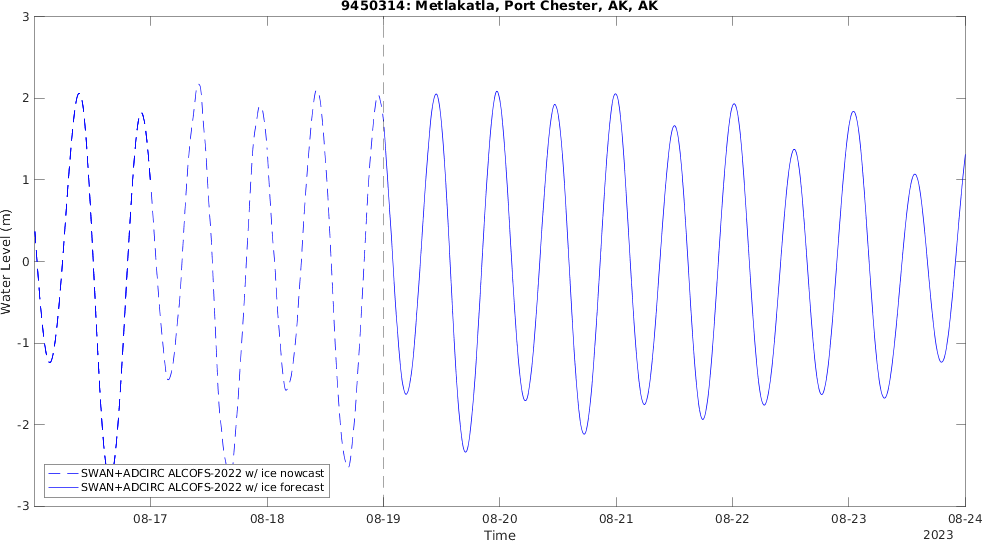 9450314: Metlakatla, Port Chester, AK, AK
3
2
1
0
-1
-2
-3
Water Level (m)
SWAN+ADCIRC ALCOFS-2022 w/ ice nowcast
SWAN+ADCIRC ALCOFS-2022 w/ ice forecast
08-17 08-18 08-19 08-20 08-21 08-22 08-23 08-24
Time
2023